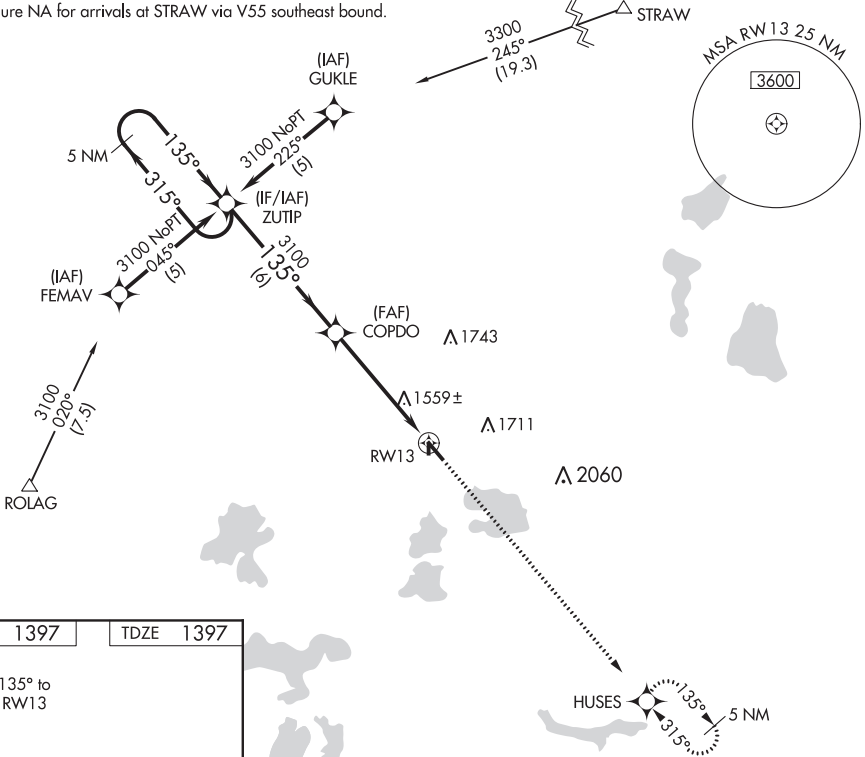 ure NA for arrivals at STRAW via V55 southeast bound.
STRAW
3300
245°
(19.3)
MSA RW13 25 NM
3600
(IAF)
GUKLE
3100 NoPT
225°
(5)
5 NM
135°
315°
(IF/IAF)
ZUTIP
3100 NoPT
045°
(5)
(IAF)
FEMAV
3100
135°
(6)
(FAF)
COPDO
1743
1559±
1711
RW13
2060
3100
020°
(7.5)
ROLAG
1397
TDZE 1397
135° to
RW13
HUSES
135°
315°
5 NM